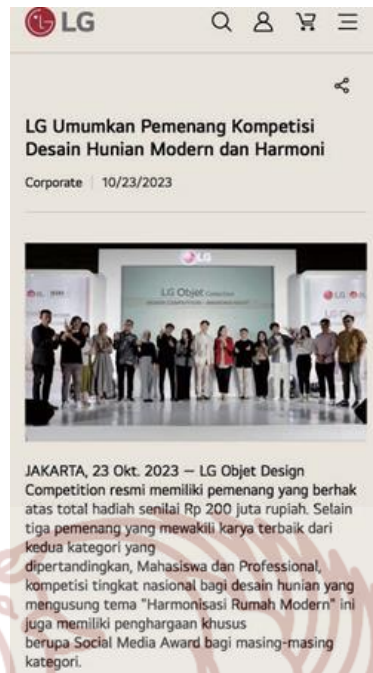 LG
LG Umumkan Pemenang Kompetisi
Desain Hunian Modern dan Harmoni
Corporate | 10/23/2023
LG
LG Objet Collection
JAKARTA, 23 Okt. 2023 — LG Objet Design
Competition resmi memiliki pemenang yang berhak
atas total hadiah senilai Rp 200 juta rupiah. Selain
tiga pemenang yang mewakili karya terbaik dari
kedua kategori yang
dipertandingkan, Mahasiswa dan Professional,
kompetisi tingkat nasional bagi desain hunian yang
mengusung tema "Harmonisasi Rumah Modern" ini
juga memiliki penghargaan khusus
berupa Social Media Award bagi masing-masing
kategori.